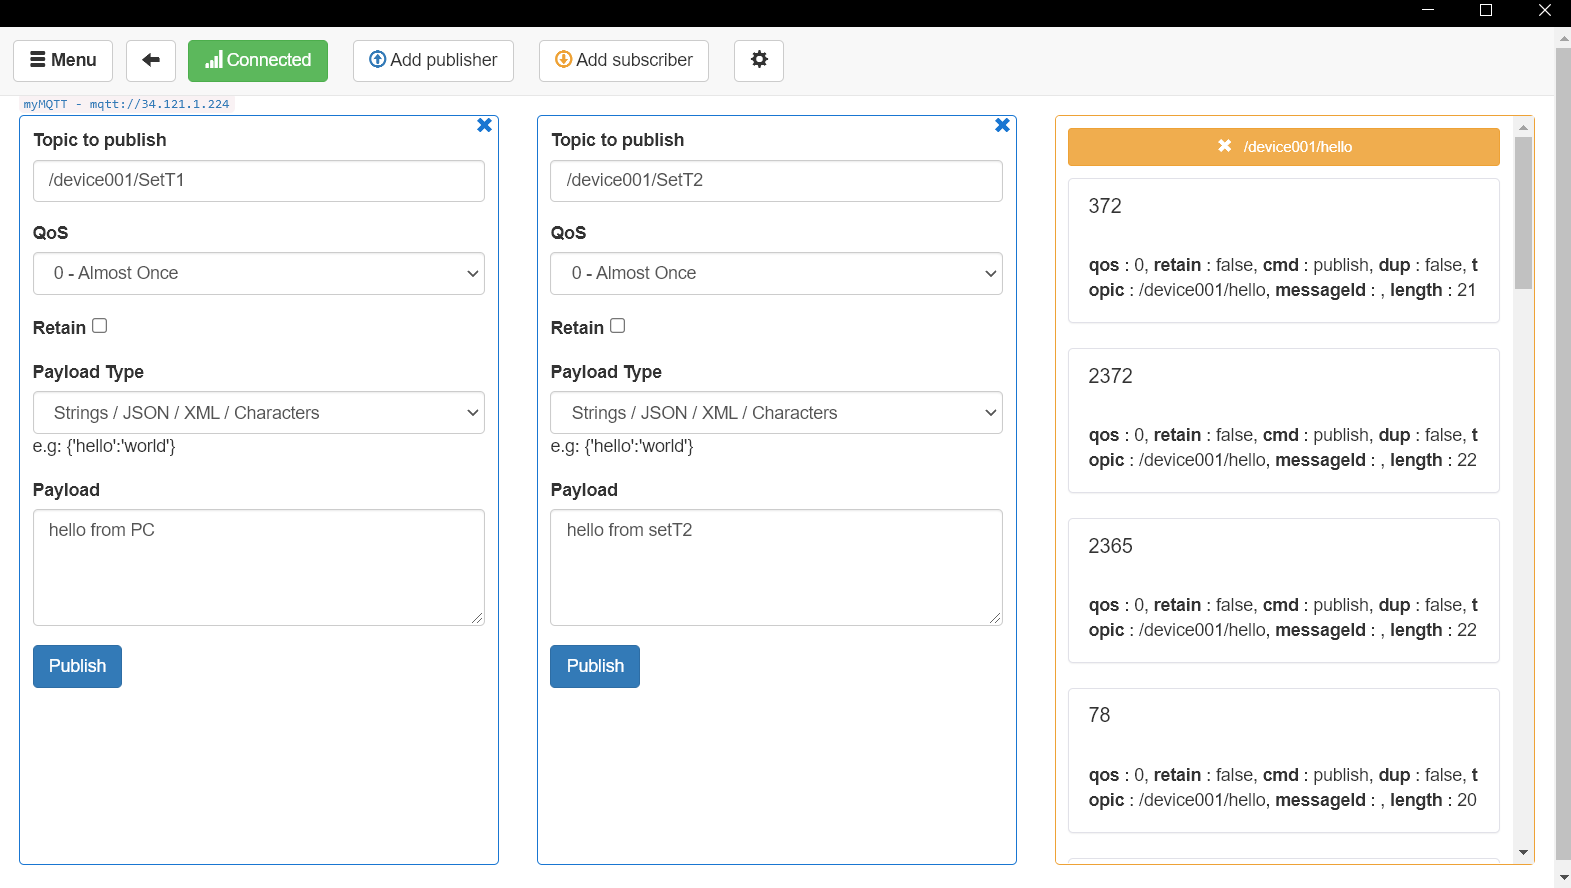 Menu
Connected
Add publisher
Add subscriber
myMQTT - mqtt://34.121.1.224
Topic to publish
/device001/SetT1
QoS
0 - Almost Once
Retain
Payload Type
Strings / JSON / XML / Characters
e.g: {'hello':'world'}
Payload
hello from PC
Publish
Topic to publish
/device001/SetT2
QoS
0 - Almost Once
Retain
Payload Type
Strings / JSON / XML / Characters
e.g: {'hello':'world'}
Payload
hello from setT2
Publish
/device001/hello
372
qos : 0, retain : false, cmd : publish, dup : false, t
opic : /device001/hello, messageId : , length : 21
2372
qos : 0, retain : false, cmd : publish, dup : false, t
opic : /device001/hello, messageId : , length : 22
2365
qos : 0, retain : false, cmd : publish, dup : false, t
opic : /device001/hello, messageId : , length : 22
78
qos : 0, retain : false, cmd : publish, dup : false, t
opic : /device001/hello, messageId : , length : 20